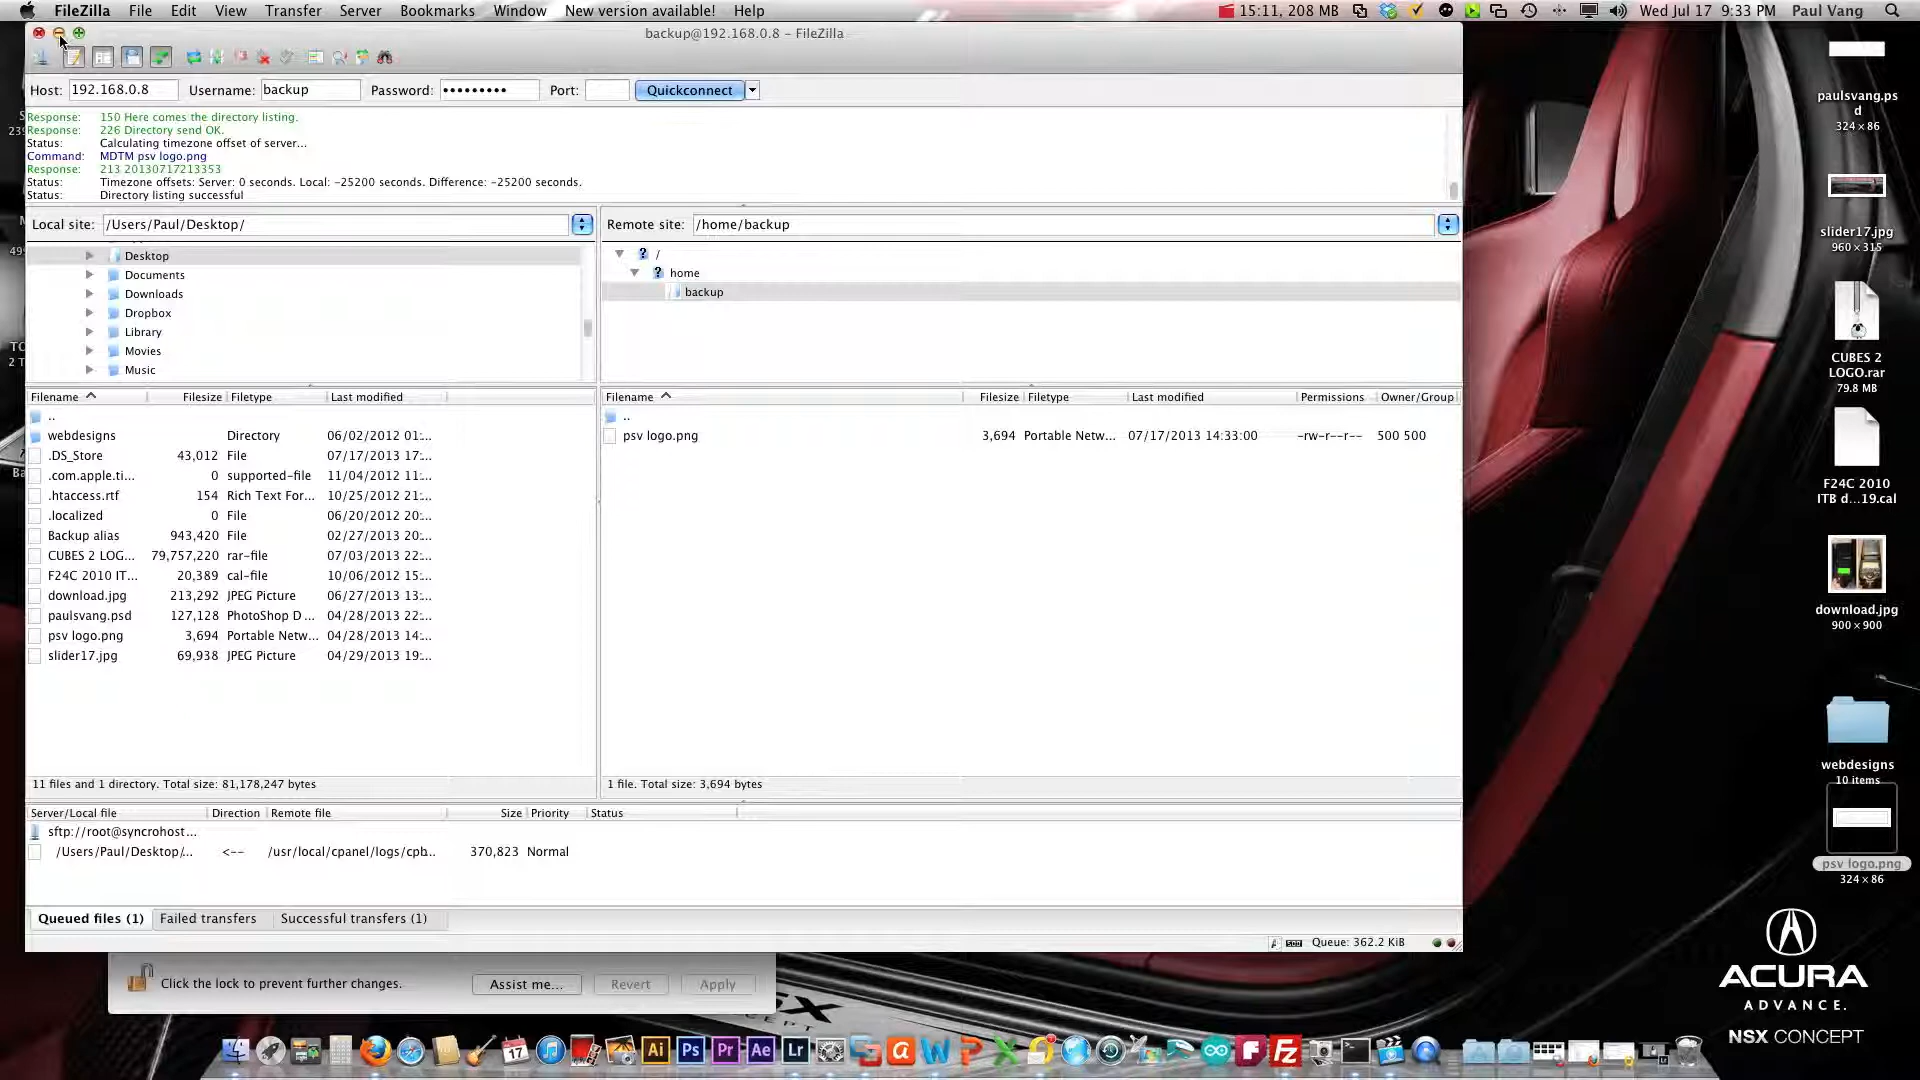 FileZilla File Edit View Transfer Server Bookmarks Window New version available! Help 15:11, 208 MB Wed Jul 17 9:33 PM Paul Vang
backup@192.168.0.8 - FileZilla
Host: 192.168.0.8 Username: backup Password: ••••••••• Port: Quickconnect
Response: 150 Here comes the directory listing.
Response: 226 Directory send OK.
Status: Calculating timezone offset of server...
Command: MDTM psv logo.png
Response: 213 20130717213353
Status: Timezone offsets: Server: 0 seconds. Local: -25200 seconds. Difference: -25200 seconds.
Status: Directory listing successful
Local site: /Users/Paul/Desktop/
Desktop
Documents
Downloads
Dropbox
Library
Movies
Music
Remote site: /home/backup
/
home
backup
Filename Filesize Filetype Last modified
..
webdesigns Directory 06/02/2012 01:...
.DS_Store 43,012 File 07/17/2013 17:...
.com.apple.ti... 0 supported-file 11/04/2012 11:...
.htaccess.rtf 154 Rich Text For... 10/25/2012 21:...
.localized 0 File 06/20/2012 20:...
Backup alias 943,420 File 02/27/2013 20:...
CUBES 2 LOG... 79,757,220 rar-file 07/03/2013 22:...
F24C 2010 IT... 20,389 cal-file 10/06/2012 15:...
download.jpg 213,292 JPEG Picture 06/27/2013 13:...
paulsvang.psd 127,128 PhotoShop D... 04/28/2013 22:...
psv logo.png 3,694 Portable Netw... 04/28/2013 14:...
slider17.jpg 69,938 JPEG Picture 04/29/2013 19:...
11 files and 1 directory. Total size: 81,178,247 bytes
Filename Filesize Filetype Last modified Permissions Owner/Group
..
psv logo.png 3,694 Portable Netw... 07/17/2013 14:33:00 -rw-r--r-- 500 500
1 file. Total size: 3,694 bytes
Server/Local file Direction Remote file Size Priority Status
sftp://root@syncrohost...
/Users/Paul/Desktop/... <-- /usr/local/cpanel/logs/cpb... 370,823 Normal
Queued files (1) Failed transfers Successful transfers (1)
Queue: 362.2 KiB
Click the lock to prevent further changes. Assist me... Revert Apply
paulsvang.ps
d
324×86
slider17.jpg
960×315
CUBES 2
LOGO.rar
79.8 MB
F24C 2010
ITB d...19.cal
download.jpg
900×900
webdesigns
10 items
psv logo.png
324×86
ACURA
ADVANCE.
NSX CONCEPT
17 Ai Ps Pr Ae Lr Fz